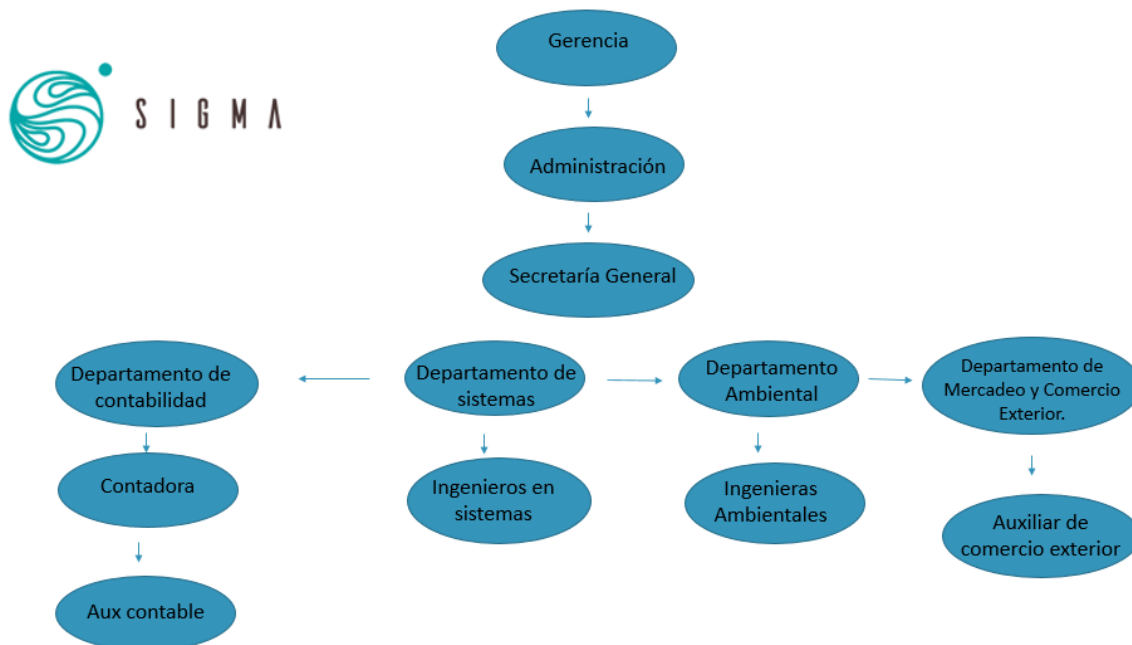 Gerencia
SIGMA
Administración
Secretaría General
Departamento de
contabilidad
Departamento de
sistemas
Departamento
Ambiental
Departamento de
Mercadeo y Comercio
Exterior.
Contadora
Ingenieros en
sistemas
Ingenieras
Ambientales
Auxiliar de
comercio exterior
Aux contable